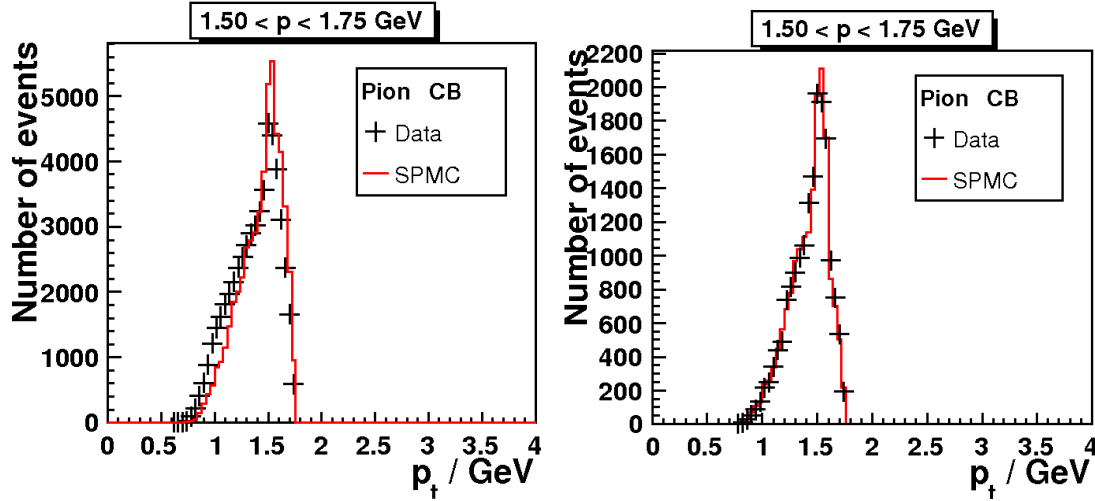 1.50 < p < 1.75 GeV
Number of events
5000
4000
3000
2000
1000
0
Pion CB
Data
SPMC
0 0.5 1 1.5 2 2.5 3 3.5 4
p_t / GeV
1.50 < p < 1.75 GeV
Number of events
2200
2000
1800
1600
1400
1200
1000
800
600
400
200
0
Pion CB
Data
SPMC
0 0.5 1 1.5 2 2.5 3 3.5 4
p_t / GeV